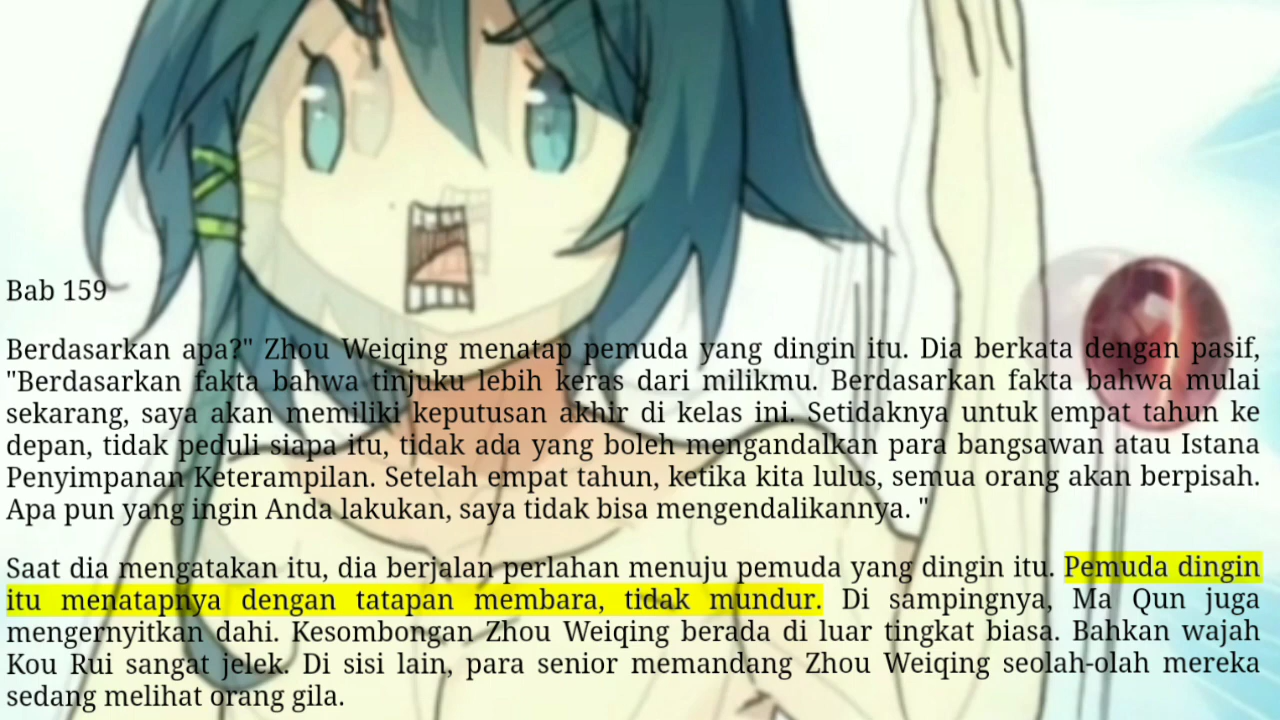 Bab 159
Berdasarkan apa?" Zhou Weiqing menatap pemuda yang dingin itu. Dia berkata dengan pasif,
"Berdasarkan fakta bahwa tinjuku lebih keras dari milikmu. Berdasarkan fakta bahwa mulai
sekarang, saya akan memiliki keputusan akhir di kelas ini. Setidaknya untuk empat tahun ke
depan, tidak peduli siapa itu, tidak ada yang boleh mengandalkan para bangsawan atau Istana
Penyimpanan Keterampilan. Setelah empat tahun, ketika kita lulus, semua orang akan berpisah.
Apa pun yang ingin Anda lakukan, saya tidak bisa mengendalikannya. "
Saat dia mengatakan itu, dia berjalan perlahan menuju pemuda yang dingin itu. Pemuda dingin
itu menatapnya dengan tatapan membara, tidak mundur. Di sampingnya, Ma Qun juga
mengernyitkan dahi. Kesombongan Zhou Weiqing berada di luar tingkat biasa. Bahkan wajah
Kou Rui sangat jelek. Di sisi lain, para senior memandang Zhou Weiqing seolah-olah mereka
sedang melihat orang gila.